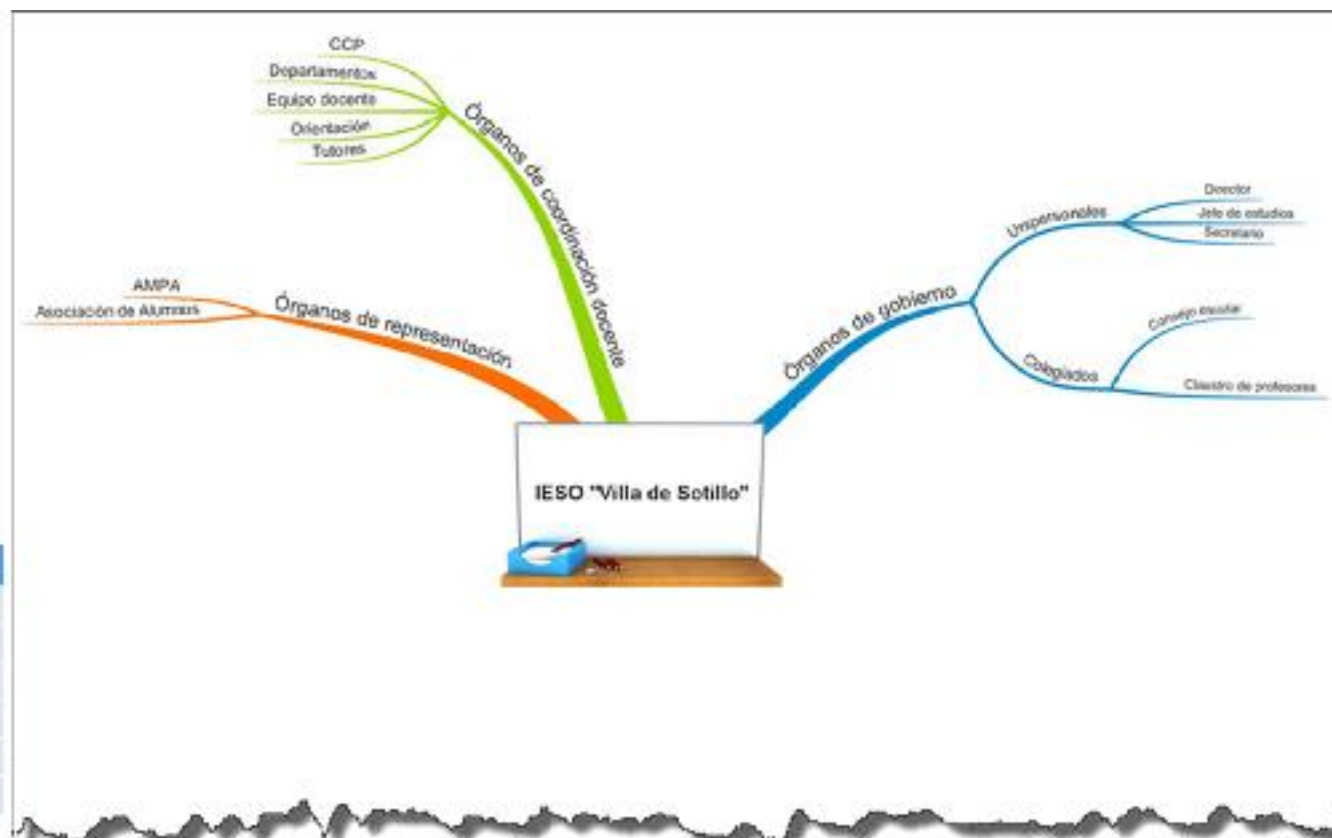 CCP
Departamentos
Equipo docente
Orientación
Tutores
Órganos de coordinación docente
AMPA
Asociación de Alumnos
Órganos de representación
Órganos de gobierno
Unipersonales
Director
Jefe de estudios
Secretario
Colegiados
Consejo escolar
Claustro de profesores
IESO "Villa de Sotillo"